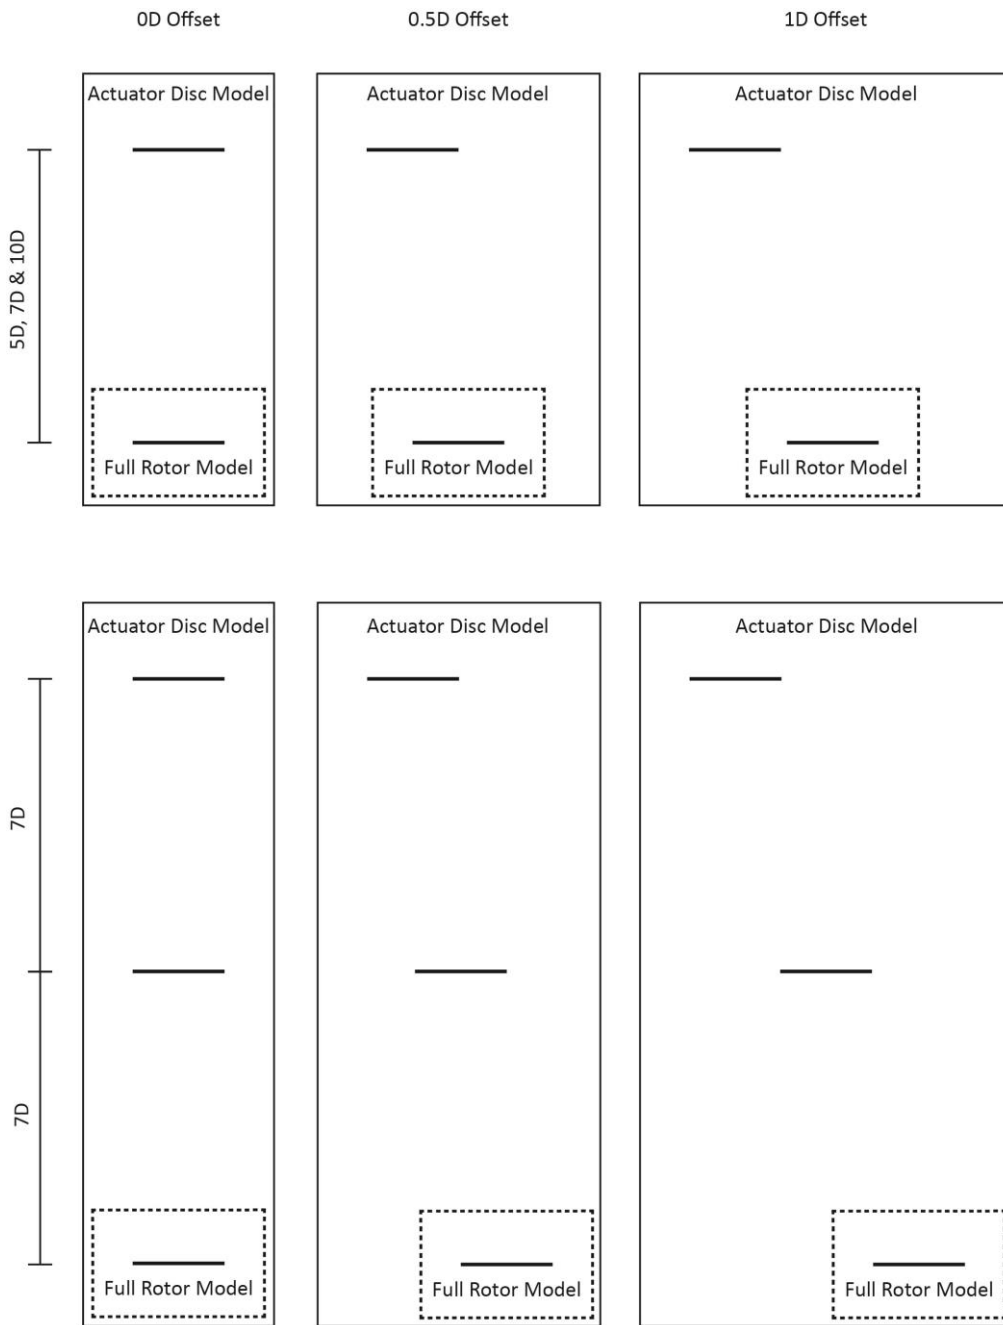 0D Offset
0.5D Offset
1D Offset
Actuator Disc Model
Actuator Disc Model
Actuator Disc Model
5D, 7D & 10D
Full Rotor Model
Full Rotor Model
Full Rotor Model
Actuator Disc Model
Actuator Disc Model
Actuator Disc Model
7D
7D
Full Rotor Model
Full Rotor Model
Full Rotor Model